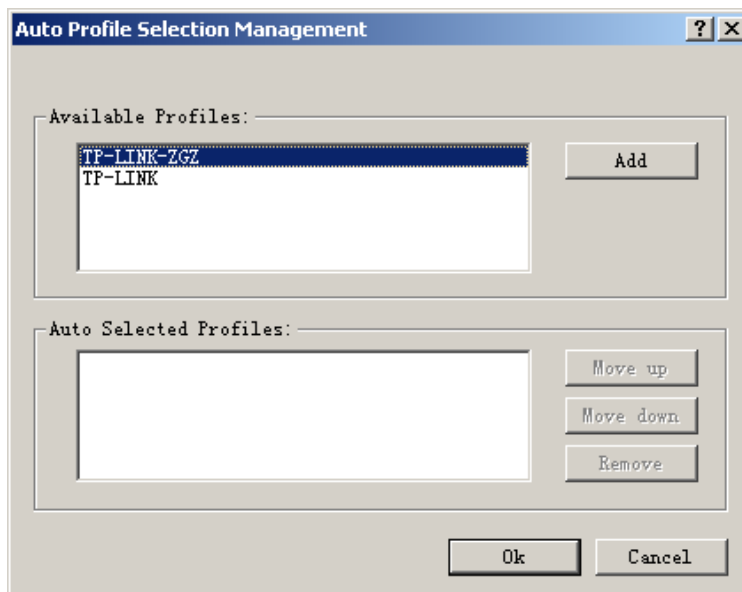 Auto Profile Selection Management
Available Profiles:
TP-LINK-ZGZ
TP-LINK
Add
Auto Selected Profiles:
Move up
Move down
Remove
Ok
Cancel